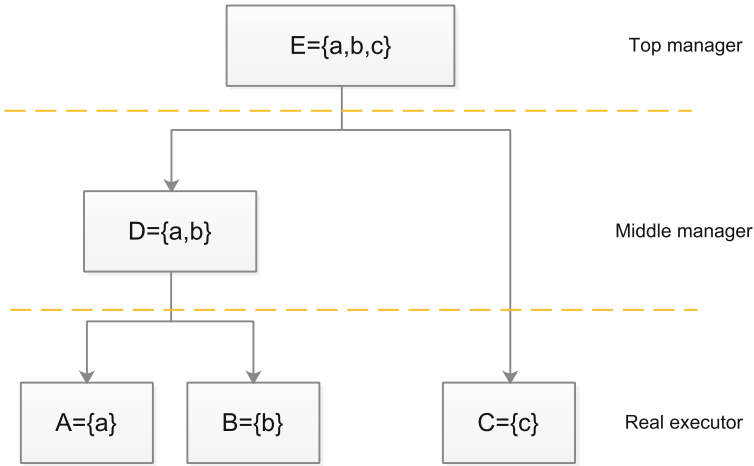 E={a,b,c}
Top manager
D={a,b}
Middle manager
A={a}
B={b}
C={c}
Real executor